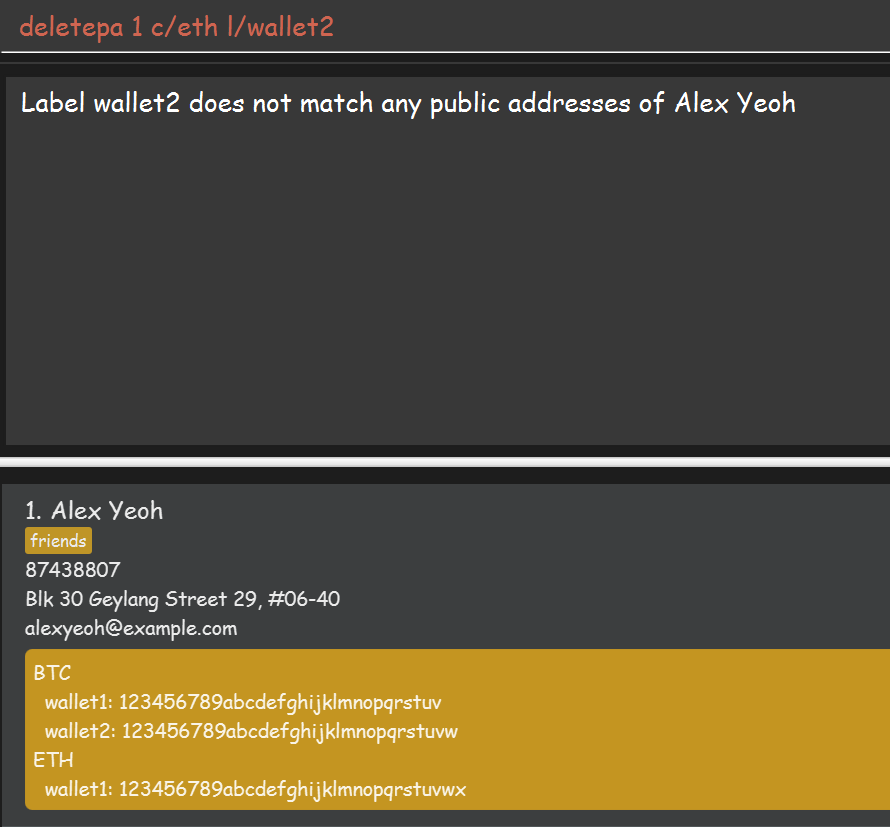 deletepa 1 c/eth l/wallet2
Label wallet2 does not match any public addresses of Alex Yeoh
1. Alex Yeoh
friends
87438807
Blk 30 Geylang Street 29, #06-40
alexyeoh@example.com
BTC
wallet1: 123456789abcdefghijklmnopqrstuv
wallet2: 123456789abcdefghijklmnopqrstuvw
ETH
wallet1: 123456789abcdefghijklmnopqrstuvwx